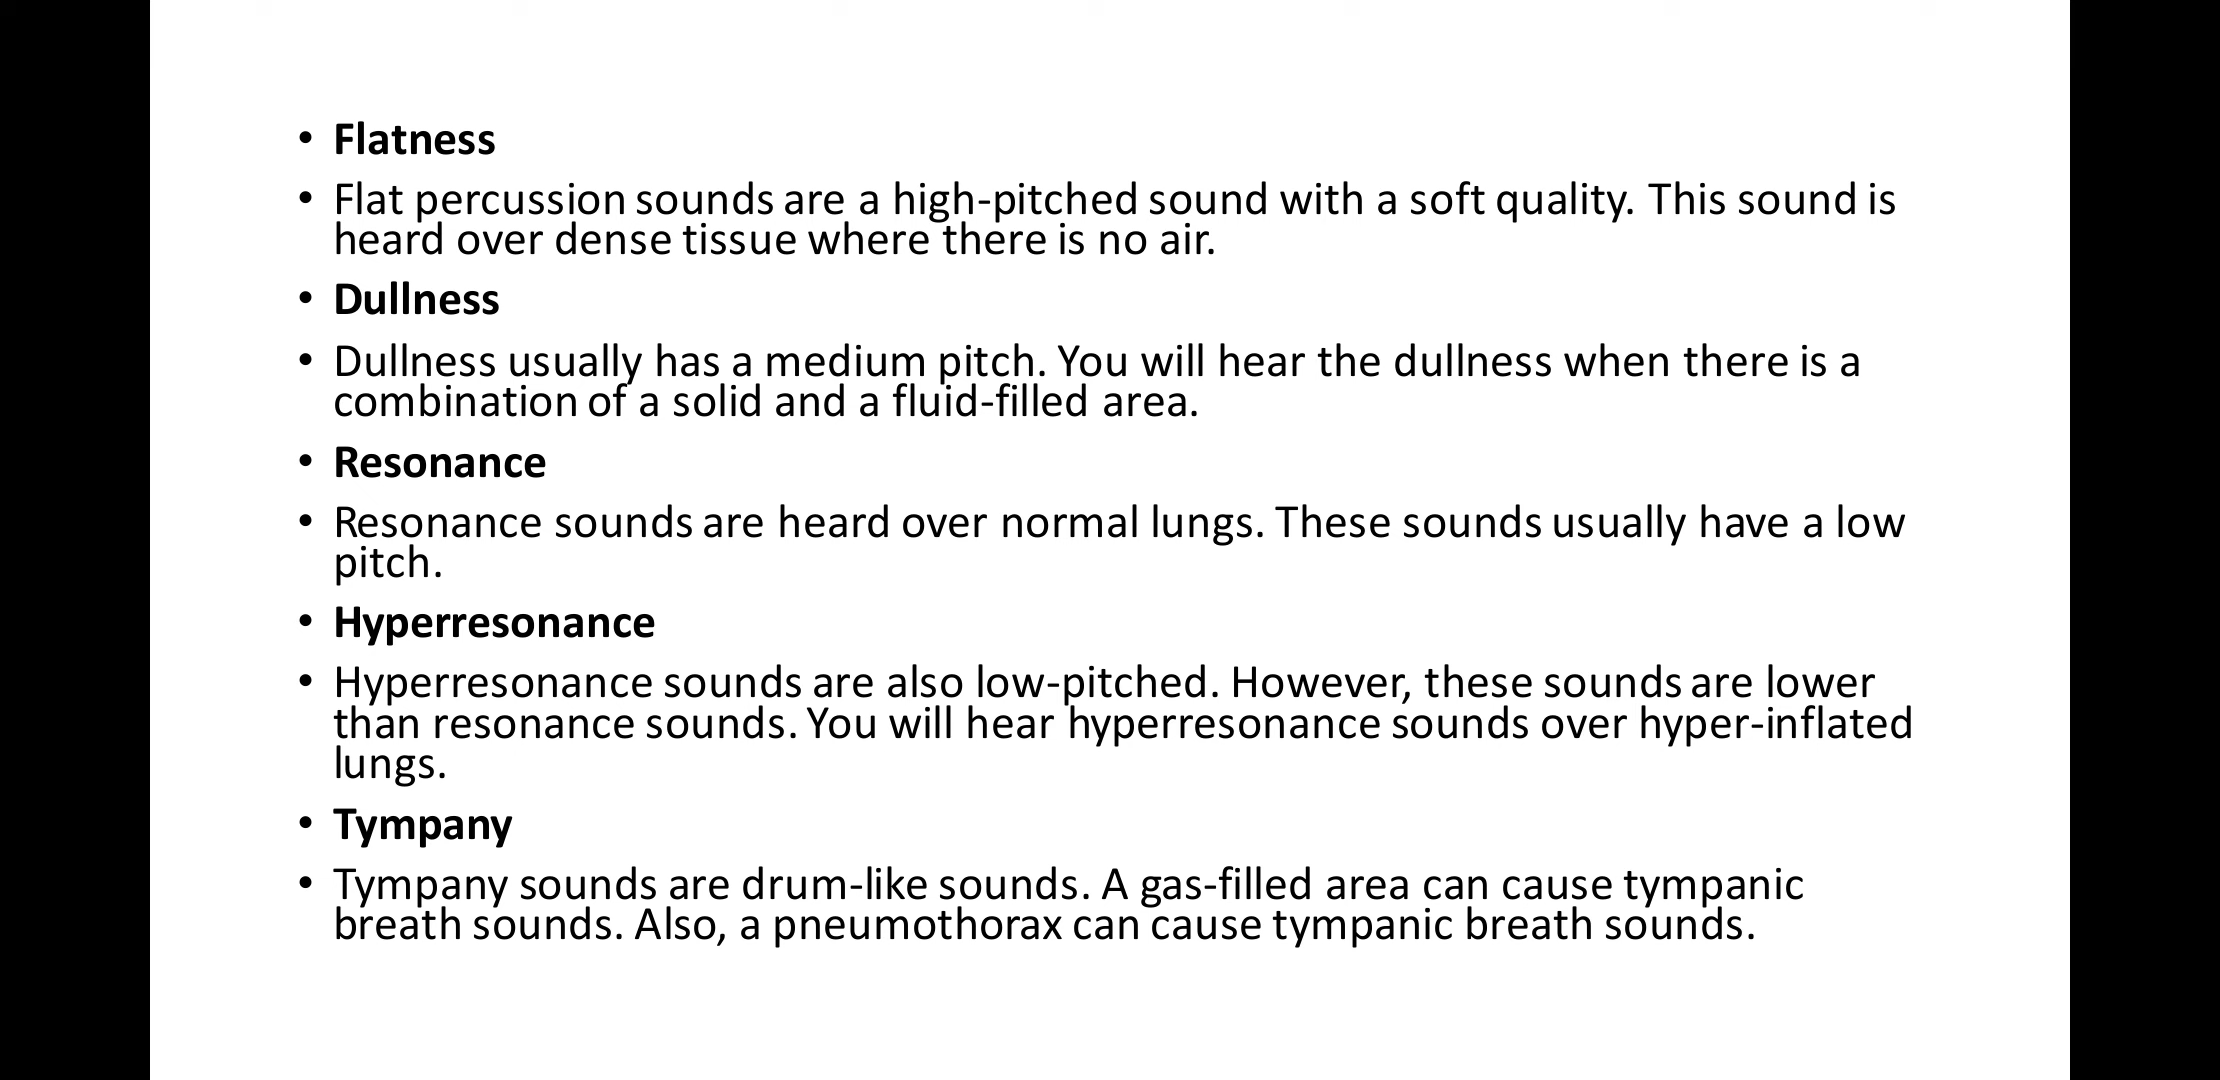 • Flatness
• Flat percussion sounds are a high-pitched sound with a soft quality. This sound is
heard over dense tissue where there is no air.
• Dullness
• Dullness usually has a medium pitch. You will hear the dullness when there is a
combination of a solid and a fluid-filled area.
• Resonance
• Resonance sounds are heard over normal lungs. These sounds usually have a low
pitch.
• Hyperresonance
• Hyperresonance sounds are also low-pitched. However, these sounds are lower
than resonance sounds. You will hear hyperresonance sounds over hyper-inflated
lungs.
• Tympany
• Tympany sounds are drum-like sounds. A gas-filled area can cause tympanic
breath sounds. Also, a pneumothorax can cause tympanic breath sounds.